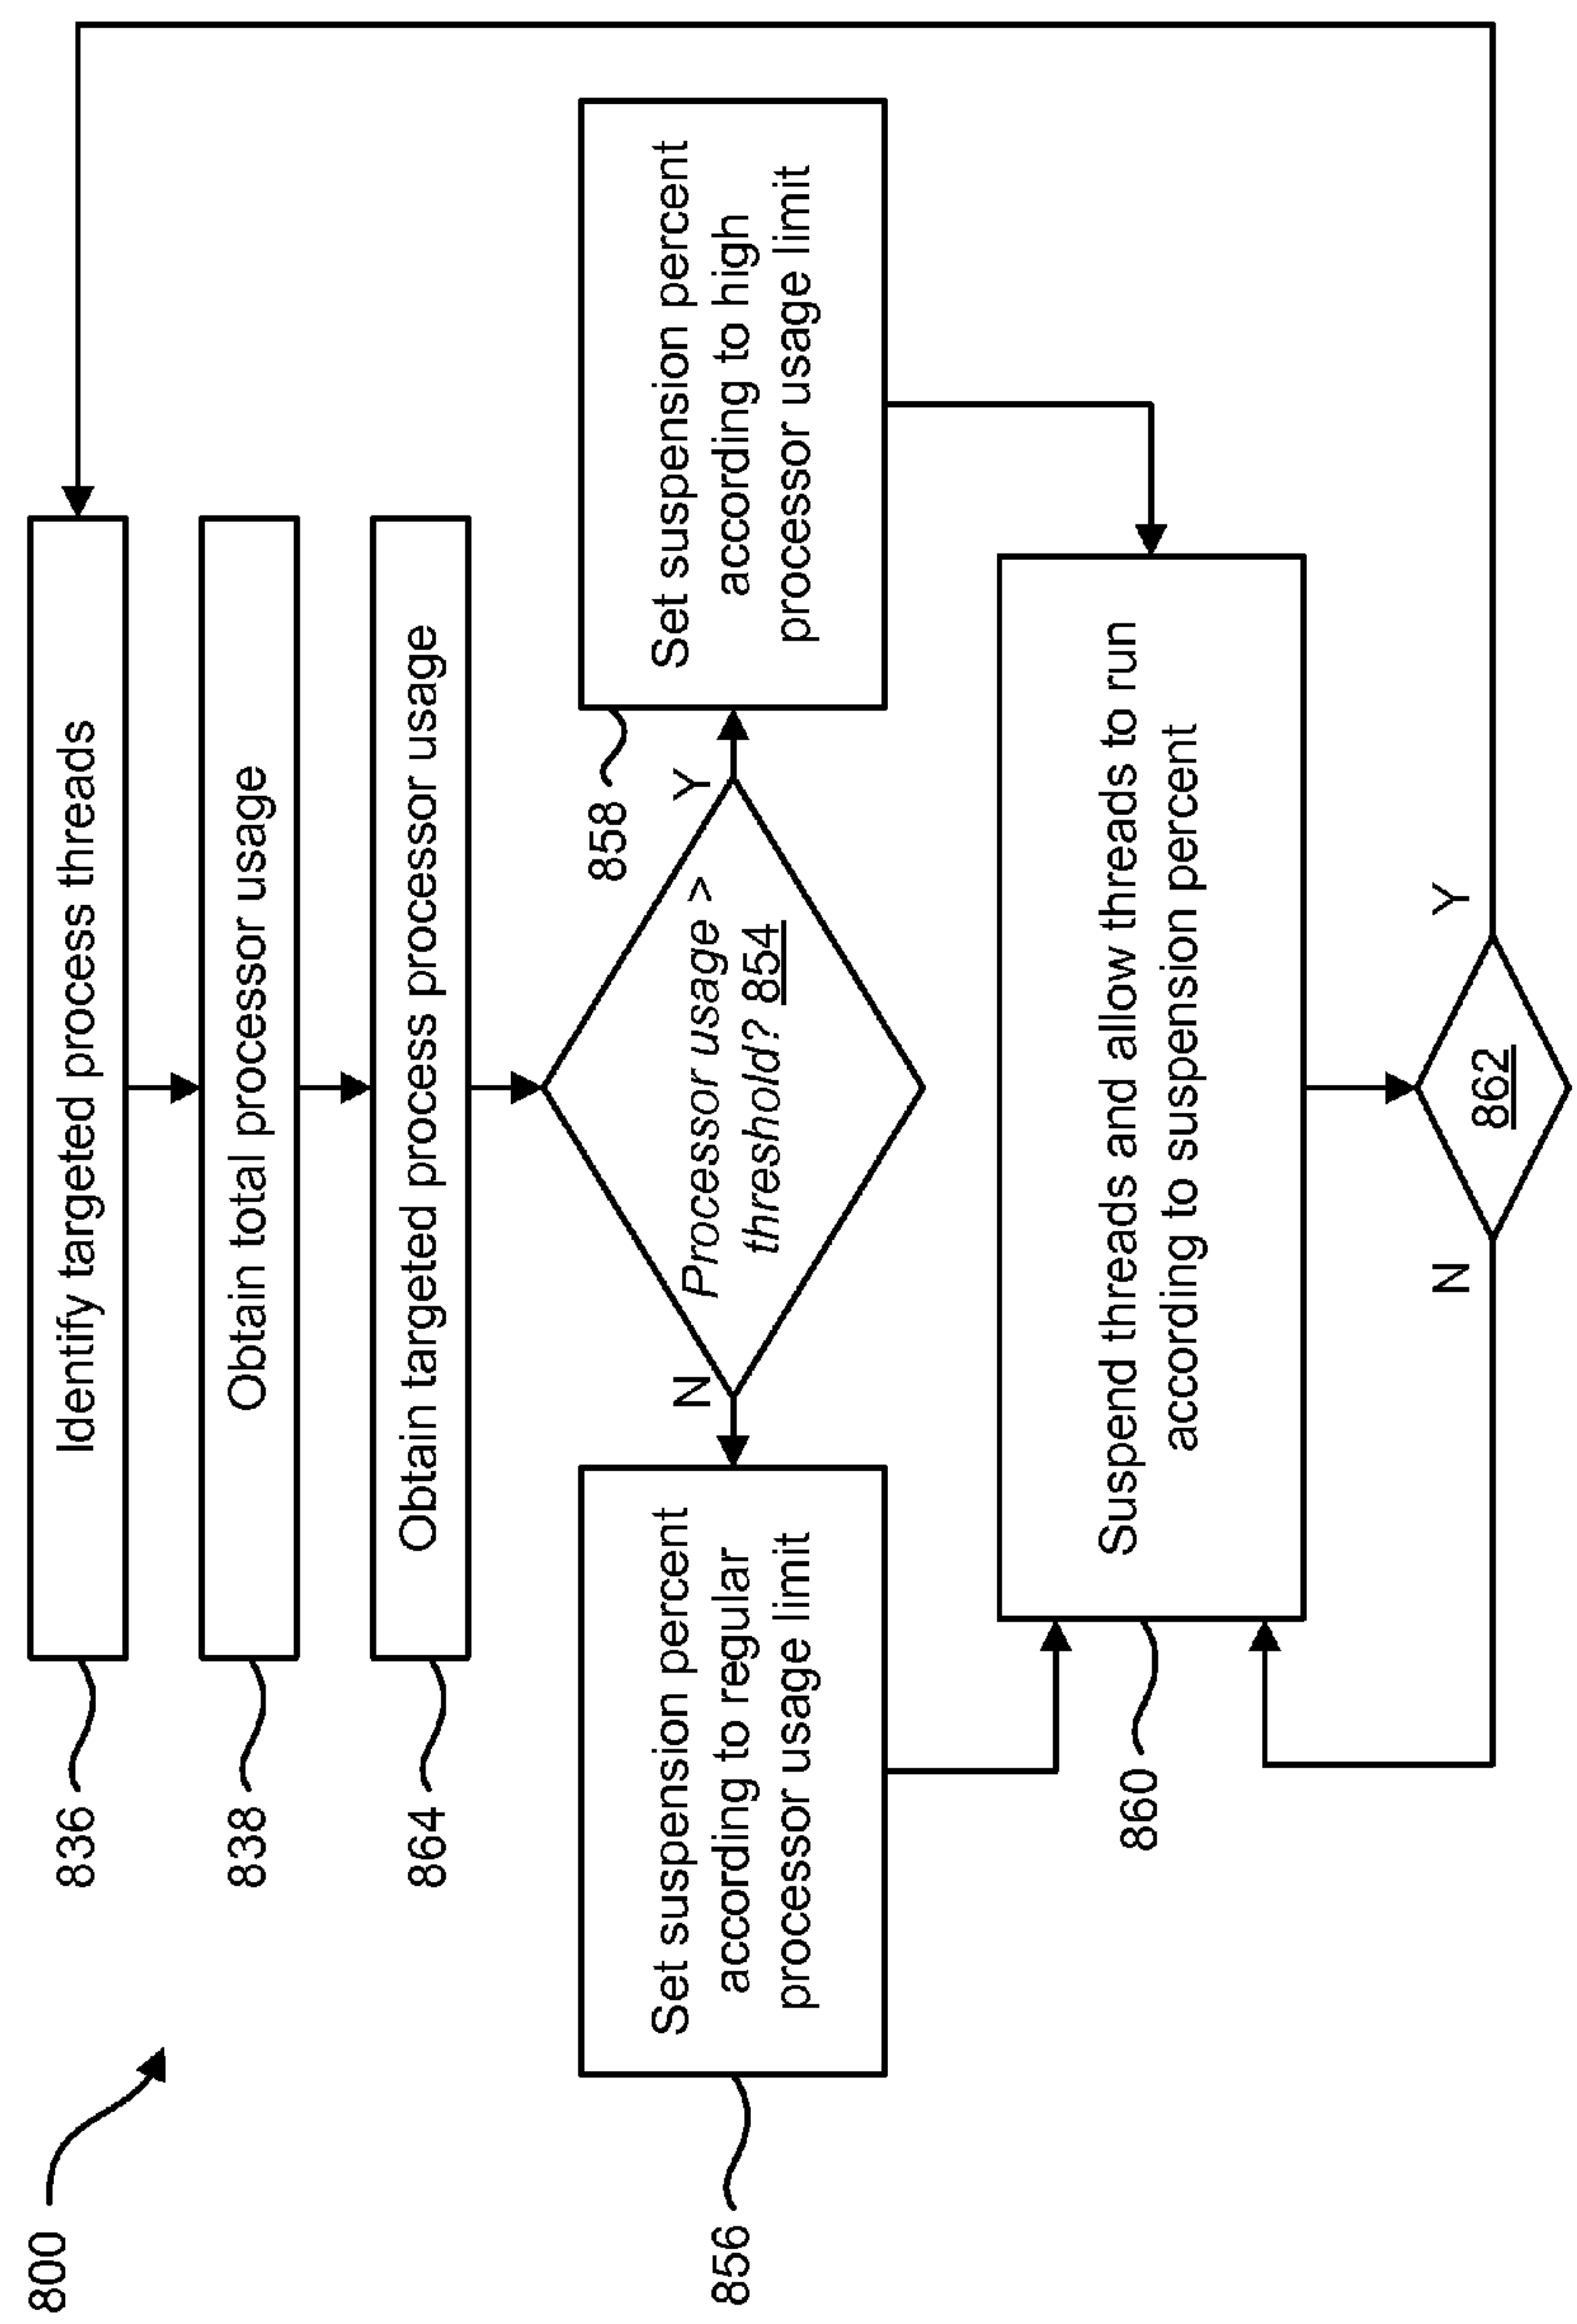 800
836
Identify targeted process threads
838
Obtain total processor usage
864
Obtain targeted process processor usage
Processor usage >
threshold? 854
N
Y
856
Set suspension percent
according to regular
processor usage limit
858
Set suspension percent
according to high
processor usage limit
860
Suspend threads and allow threads to run
according to suspension percent
N
862
Y